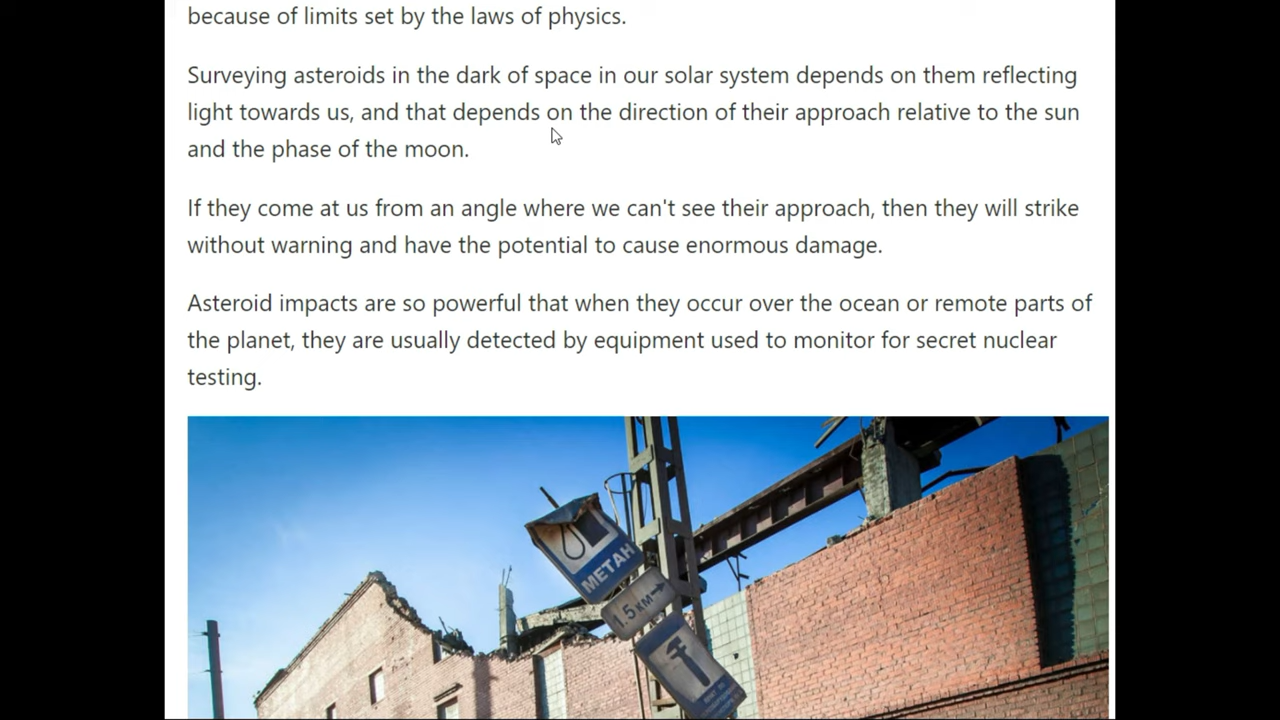 because of limits set by the laws of physics.
Surveying asteroids in the dark of space in our solar system depends on them reflecting
light towards us, and that depends on the direction of their approach relative to the sun
and the phase of the moon.
If they come at us from an angle where we can't see their approach, then they will strike
without warning and have the potential to cause enormous damage.
Asteroid impacts are so powerful that when they occur over the ocean or remote parts of
the planet, they are usually detected by equipment used to monitor for secret nuclear
testing.
МЕТАН
1.5 км